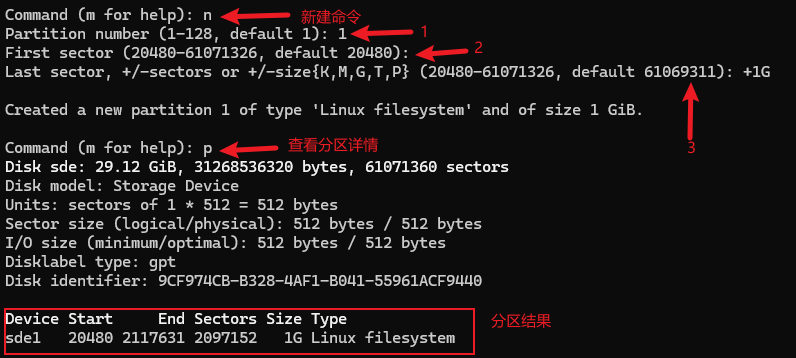 Command (m for help): n 新建命令
Partition number (1-128, default 1): 1 1
First sector (20480-61071326, default 20480): 2
Last sector, +/-sectors or +/-size{K,M,G,T,P} (20480-61071326, default 61069311): +1G
Created a new partition 1 of type 'Linux filesystem' and of size 1 GiB.
3
Command (m for help): p 查看分区详情
Disk sde: 29.12 GiB, 31268536320 bytes, 61071360 sectors
Disk model: Storage Device
Units: sectors of 1 * 512 = 512 bytes
Sector size (logical/physical): 512 bytes / 512 bytes
I/O size (minimum/optimal): 512 bytes / 512 bytes
Disklabel type: gpt
Disk identifier: 9CF974CB-B328-4AF1-B041-55961ACF9440
Device Start End Sectors Size Type
分区结果
sde1 20480 2117631 2097152 1G Linux filesystem